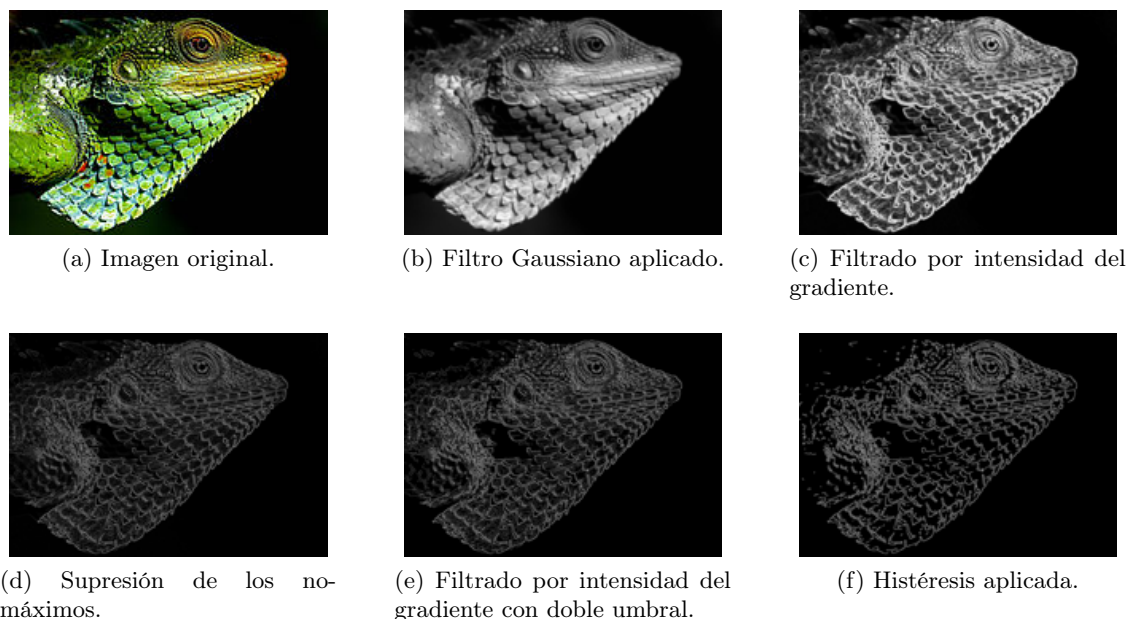 (a) Imagen original.
(b) Filtro Gaussiano aplicado.
(c) Filtrado por intensidad del
gradiente.
(d) Supresión de los no-
máximos.
(e) Filtrado por intensidad del
gradiente con doble umbral.
(f) Histéresis aplicada.